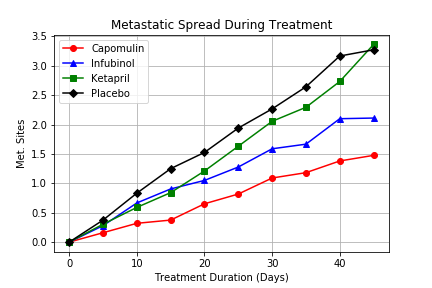 Metastatic Spread During Treatment
Capomulin
Infubinol
Ketapril
Placebo
Met. Sites
3.5
3.0
2.5
2.0
1.5
1.0
0.5
0.0
0 10 20 30 40
Treatment Duration (Days)